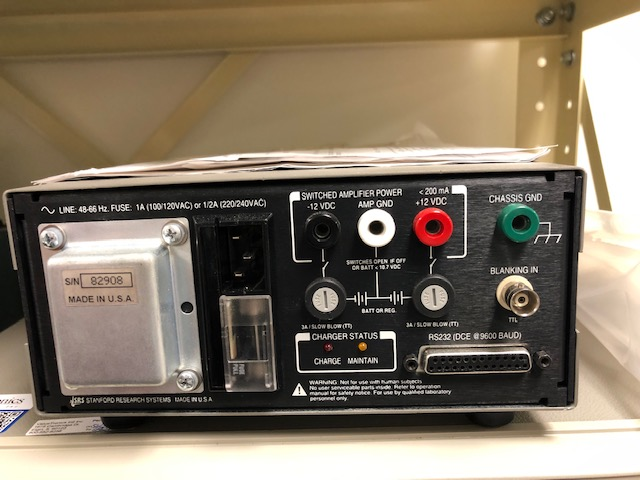 LINE: 48-66 Hz. FUSE: 1A (100/120VAC) or 1/2A (220/240VAC)
S/N 82908
MADE IN U.S.A.
SRS STANFORD RESEARCH SYSTEMS MADE IN U.S.A
FUSE
PULL
SWITCHED AMPLIFIER POWER
< 200 mA
-12 VDC
AMP GND
+12 VDC
SWITCHES OPEN IF OFF
OR BATT < 10.7 VDC
BATT OR REG.
3A / SLOW BLOW (TT)
3A / SLOW BLOW (TT)
CHARGER STATUS
CHARGE MAINTAIN
WARNING: Not for use with human subjects
No user serviceable parts inside. Refer to operation
manual for safety notice. For use by qualified laboratory
personnel only.
CHASSIS GND
BLANKING IN
TTL
RS232 (DCE @ 9600 BAUD)